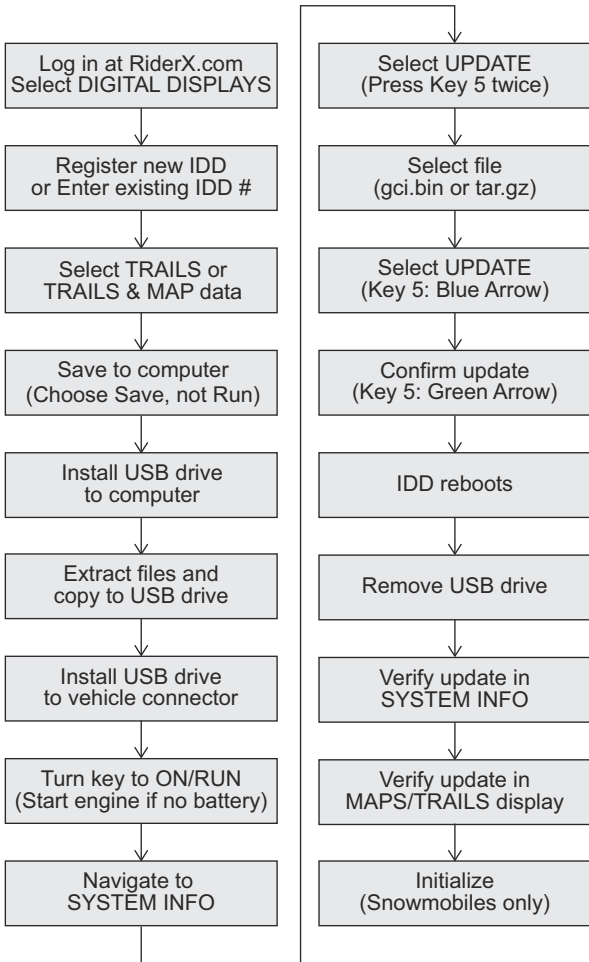 Log in at RiderX.com
Select DIGITAL DISPLAYS
Register new IDD
or Enter existing IDD #
Select TRAILS or
TRAILS & MAP data
Save to computer
(Choose Save, not Run)
Install USB drive
to computer
Extract files and
copy to USB drive
Install USB drive
to vehicle connector
Turn key to ON/RUN
(Start engine if no battery)
Navigate to
SYSTEM INFO
Select UPDATE
(Press Key 5 twice)
Select file
(gci.bin or tar.gz)
Select UPDATE
(Key 5: Blue Arrow)
Confirm update
(Key 5: Green Arrow)
IDD reboots
Remove USB drive
Verify update in
SYSTEM INFO
Verify update in
MAPS/TRAILS display
Initialize
(Snowmobiles only)